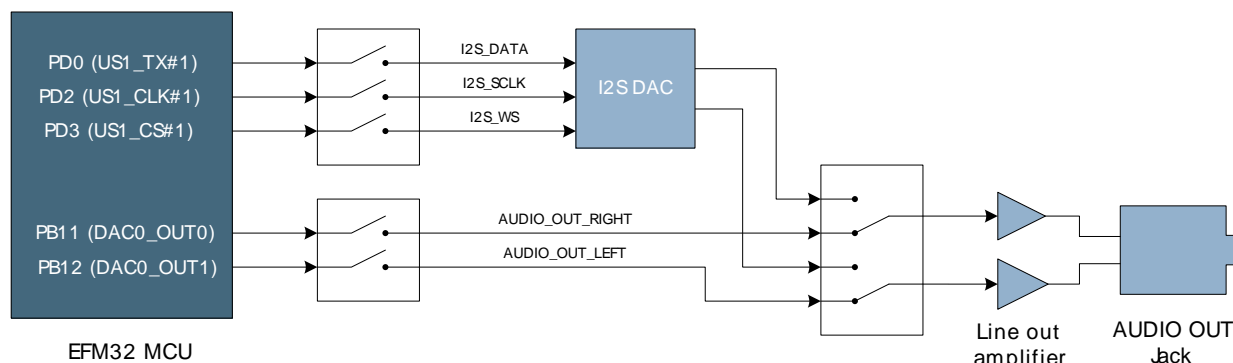 PD0 (US1_TX#1)
PD2 (US1_CLK#1)
PD3 (US1_CS#1)
PB11 (DAC0_OUT0)
PB12 (DAC0_OUT1)
EFM32 MCU
I2S_DATA
I2S_SCLK
I2S_WS
I2S DAC
AUDIO_OUT_RIGHT
AUDIO_OUT_LEFT
Line out
amplifier
AUDIO OUT
Jack